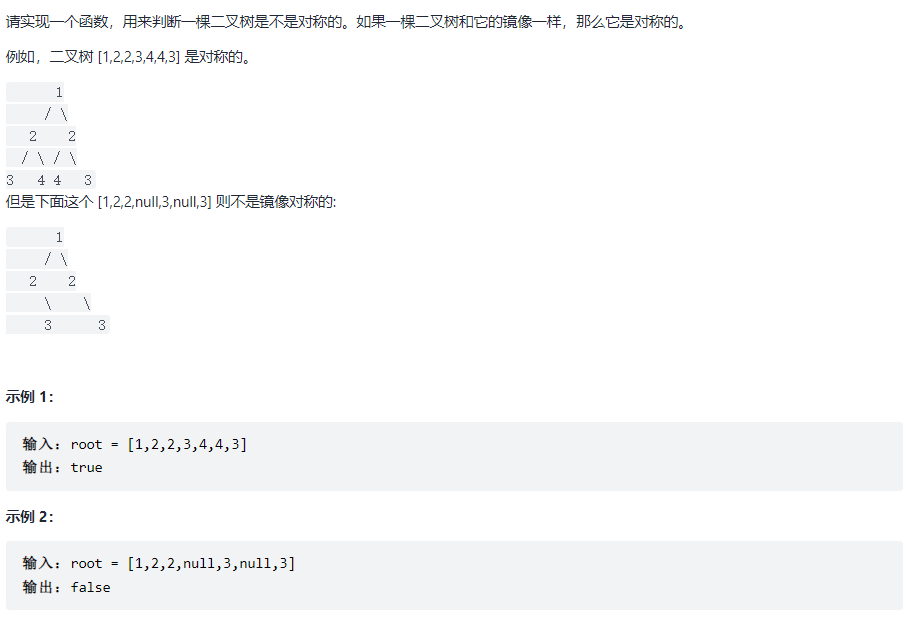 请实现一个函数，用来判断一棵二叉树是不是对称的。如果一棵二叉树和它的镜像一样，那么它是对称的。
例如，二叉树 [1,2,2,3,4,4,3] 是对称的。
      1
     / \
   2    2
  / \ / \
3   4 4   3
但是下面这个 [1,2,2,null,3,null,3] 则不是镜像对称的:
      1
     / \
   2    2
     \    \
     3      3
示例 1：
输入：root = [1,2,2,3,4,4,3]
输出：true
示例 2：
输入：root = [1,2,2,null,3,null,3]
输出：false